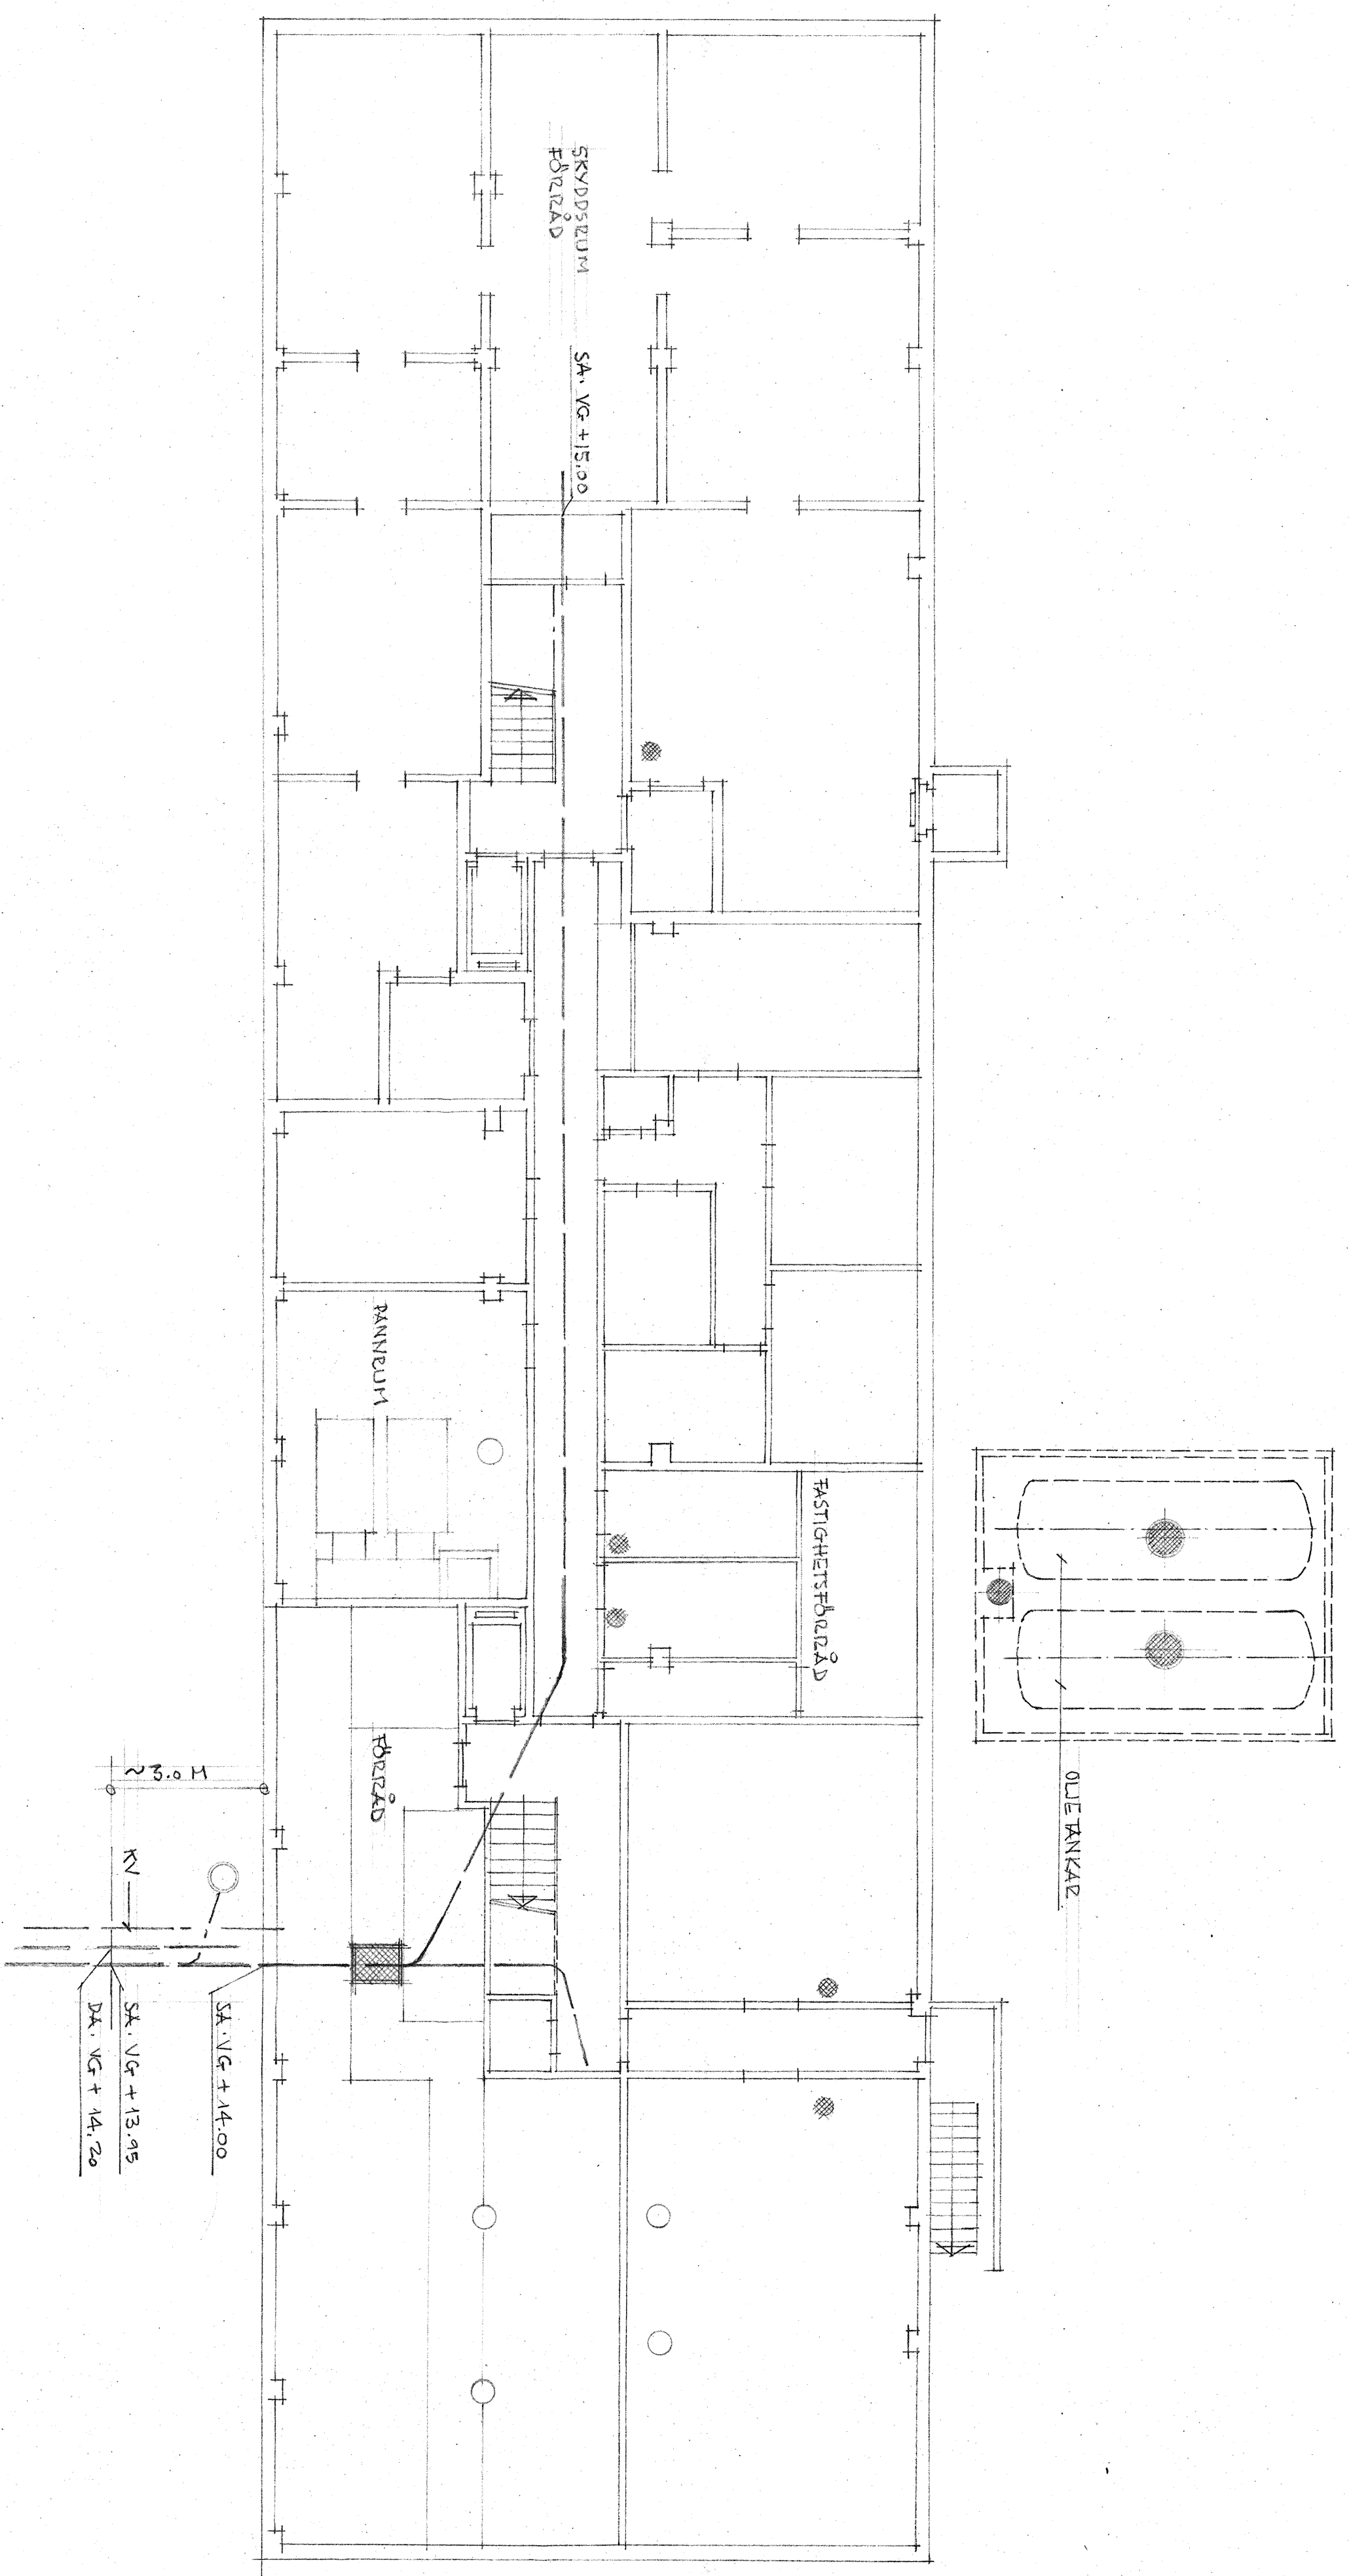 SKYDDSRUM
FÖRRÅD
SA. VG +15.00
PANNRUM
FASTIGHETSFÖRRÅD
OLJETANKAR
FÖRRÅD
~3.0 M
KV
SA. VG +14.00
SA. VG +13.95
DA. VG +14.20